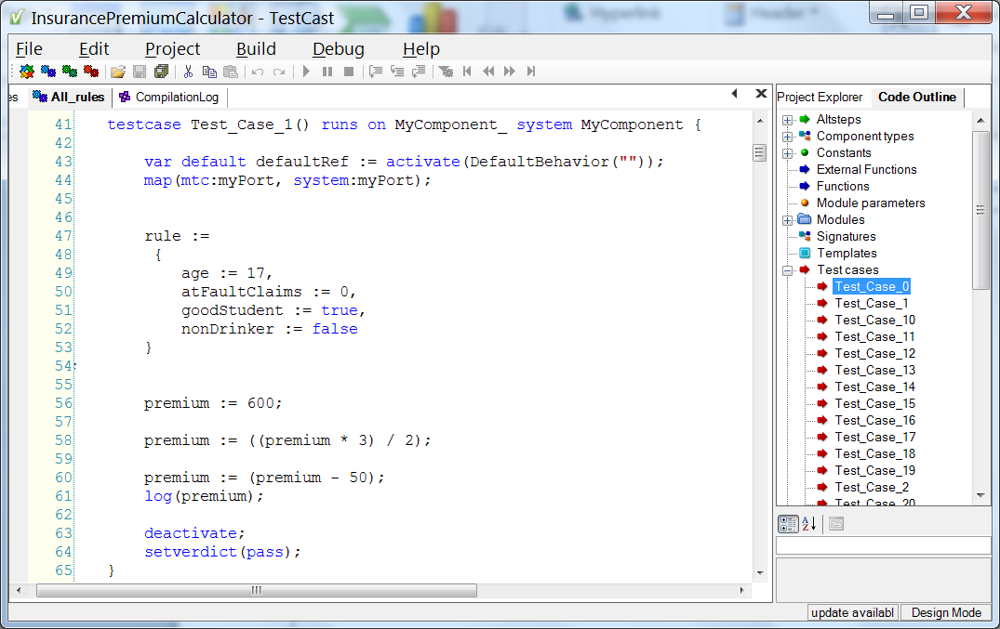 InsurancePremiumCalculator - TestCast
Hyperlink
Header
File Edit Project Build Debug Help
es All_rules CompilationLog
41 testcase Test_Case_1() runs on MyComponent_ system MyComponent {
42
43 var default defaultRef := activate(DefaultBehavior(""));
44 map(mtc:myPort, system:myPort);
45
46
47 rule :=
48 {
49 age := 17,
50 atFaultClaims := 0,
51 goodStudent := true,
52 nonDrinker := false
53 }
54 ;
55
56 premium := 600;
57
58 premium := ((premium * 3) / 2);
59
60 premium := (premium - 50);
61 log(premium);
62
63 deactivate;
64 setverdict(pass);
65 }
Project Explorer Code Outline
Altsteps
Component types
Constants
External Functions
Functions
Module parameters
Modules
Signatures
Templates
Test cases
Test_Case_0
Test_Case_1
Test_Case_10
Test_Case_11
Test_Case_12
Test_Case_13
Test_Case_14
Test_Case_15
Test_Case_16
Test_Case_17
Test_Case_18
Test_Case_19
Test_Case_2
Test_Case_20
A
Z
update availabl Design Mode